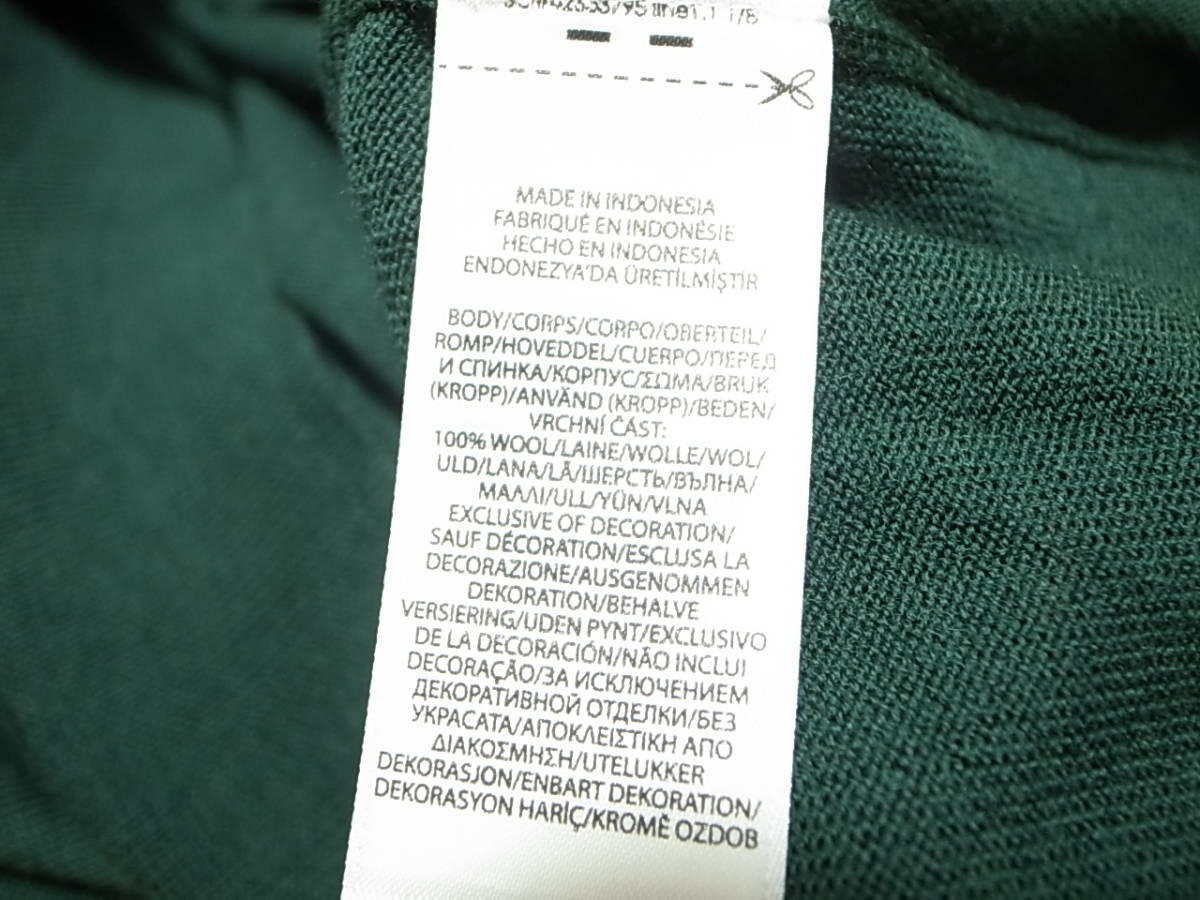 MADE IN INDONESIA
FABRIQUÉ EN INDONÉSIE
HECHO EN INDONESIA
ENDONEZYA'DA ÜRETİLMİŞTİR
BODY/CORPS/CORPO/OBERTEIL/
ROMP/HOVEDDEL/CUERPO/ПЕРЕД
И СПИНКА/КОРПУС/ΣΩΜΑ/BRUK
(KROPP)/ANVÄND (KROPP)/BEDEN/
VRCHNÍ ČÁST:
100% WOOL/LAINE/WOLLE/WOL/
ULD/LANA/LÃ/ШЕРСТЬ/ВЪЛНА/
ΜΑΛΛΙ/ULL/YÜN/VLNA
EXCLUSIVE OF DECORATION/
SAUF DÉCORATION/ESCLUSA LA
DECORAZIONE/AUSGENOMMEN
DEKORATION/BEHALVE
VERSIERING/UDEN PYNT/EXCLUSIVO
DE LA DECORACIÓN/NÃO INCLUI
DECORAÇÃO/ЗА ИСКЛЮЧЕНИЕМ
ДЕКОРАТИВНОЙ ОТДЕЛКИ/БЕЗ
УКРАСАТА/ΑΠΟΚΛΕΙΣΤΙΚΗ ΑΠΟ
ΔΙΑΚΟΣΜΗΣΗ/UTELUKKER
DEKORASJON/ENBART DEKORATION/
DEKORASYON HARİÇ/KROMĚ OZDOB